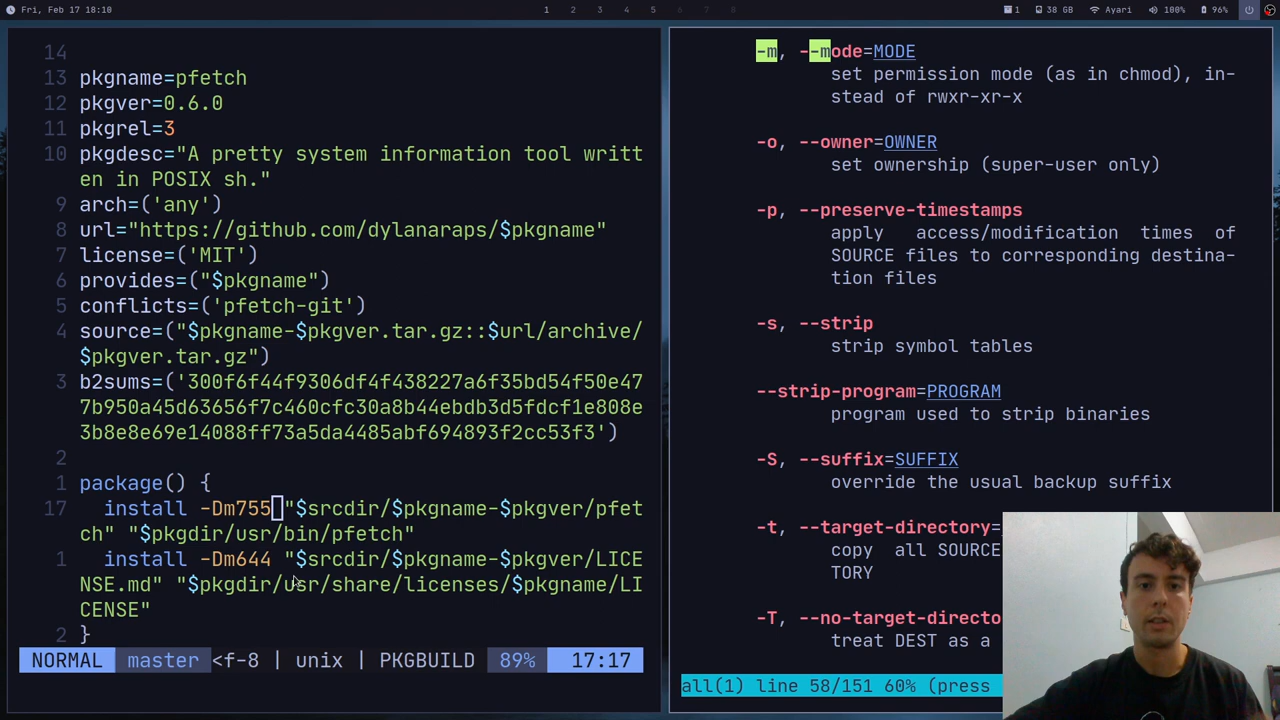 Fri, Feb 17 18:10
1 2 3 4 5 6 7 8
1 38 GB Ayari 100% 96%
14
13 pkgname=pfetch
12 pkgver=0.6.0
11 pkgrel=3
10 pkgdesc="A pretty system information tool writt
en in POSIX sh."
9 arch=('any')
8 url="https://github.com/dylanaraps/$pkgname"
7 license=('MIT')
6 provides=("$pkgname")
5 conflicts=('pfetch-git')
4 source=("$pkgname-$pkgver.tar.gz::$url/archive/
$pkgver.tar.gz")
3 b2sums=('300f6f44f9306df4f438227a6f35bd54f50e47
7b950a45d63656f7c460cfc30a8b44ebdb3d5fdcf1e808e
3b8e8e69e14088ff73a5da4485abf694893f2cc53f3')
2
1 package() {
17 install -Dm755 "$srcdir/$pkgname-$pkgver/pfet
ch" "$pkgdir/usr/bin/pfetch"
1 install -Dm644 "$srcdir/$pkgname-$pkgver/LICE
NSE.md" "$pkgdir/usr/share/licenses/$pkgname/LI
CENSE"
2 }
NORMAL master <f-8 | unix | PKGBUILD 89% 17:17
-m, --mode=MODE
set permission mode (as in chmod), in-
stead of rwxr-xr-x
-o, --owner=OWNER
set ownership (super-user only)
-p, --preserve-timestamps
apply access/modification times of
SOURCE files to corresponding destina-
tion files
-s, --strip
strip symbol tables
--strip-program=PROGRAM
program used to strip binaries
-S, --suffix=SUFFIX
override the usual backup suffix
-t, --target-directory=
copy all SOURCE
TORY
-T, --no-target-directo
treat DEST as a
all(1) line 58/151 60% (press